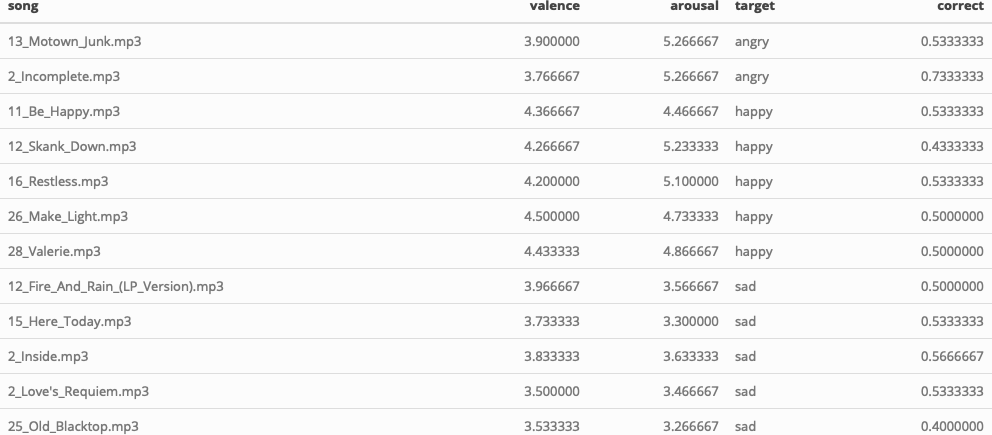 song valence arousal target correct
13_Motown_Junk.mp3 3.900000 5.266667 angry 0.5333333
2_Incomplete.mp3 3.766667 5.266667 angry 0.7333333
11_Be_Happy.mp3 4.366667 4.466667 happy 0.5333333
12_Skank_Down.mp3 4.266667 5.233333 happy 0.4333333
16_Restless.mp3 4.200000 5.100000 happy 0.5333333
26_Make_Light.mp3 4.500000 4.733333 happy 0.5000000
28_Valerie.mp3 4.433333 4.866667 happy 0.5000000
12_Fire_And_Rain_(LP_Version).mp3 3.966667 3.566667 sad 0.5000000
15_Here_Today.mp3 3.733333 3.300000 sad 0.5333333
2_Inside.mp3 3.833333 3.633333 sad 0.5666667
2_Love's_Requiem.mp3 3.500000 3.466667 sad 0.5333333
25_Old_Blacktop.mp3 3.533333 3.266667 sad 0.4000000